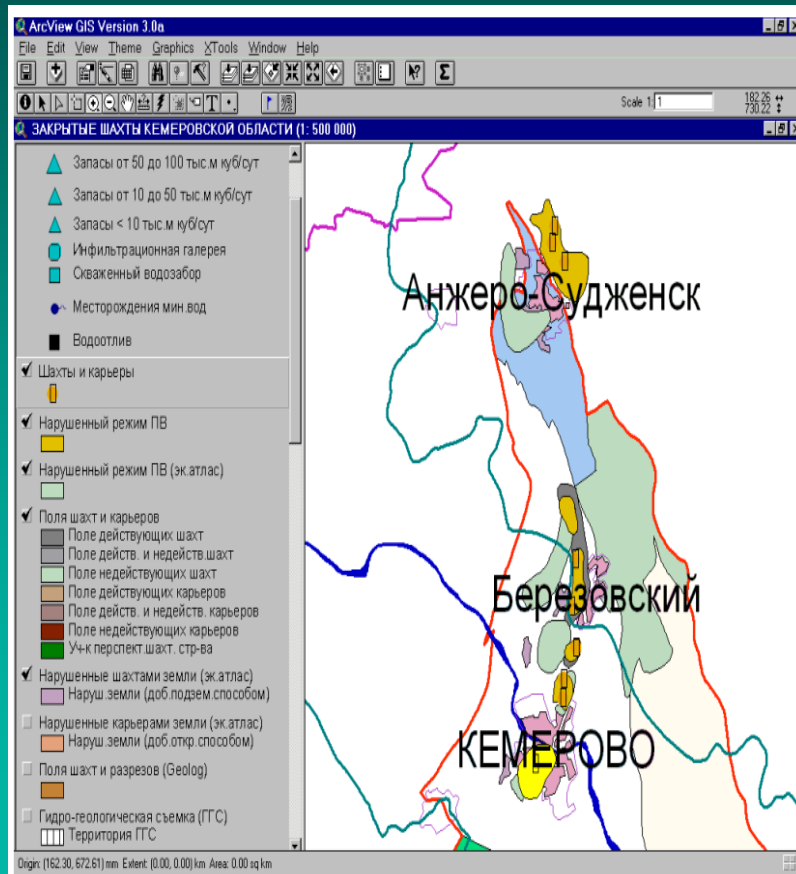 ArcView GIS Version 3.0a
File Edit View Theme Graphics XTools Window Help
Scale 1: 1
182.26
730.22
ЗАКРЫТЫЕ ШАХТЫ КЕМЕРОВСКОЙ ОБЛАСТИ (1: 500 000)
Запасы от 50 до 100 тыс.м куб/сут
Запасы от 10 до 50 тыс.м куб/сут
Запасы < 10 тыс.м куб/сут
Инфильтрационная галерея
Скваженный водозабор
Месторождения мин.вод
Водоотлив
Шахты и карьеры
Нарушенный режим ПВ
Нарушенный режим ПВ (эк.атлас)
Поля шахт и карьеров
Поле действующих шахт
Поле действ. и недейств.шахт
Поле недействующих шахт
Поле действующих карьеров
Поле действ. и недейств. карьеров
Поле недействующих карьеров
Уч-к перспект.шахт. стр-ва
Нарушенные шахтами земли (эк.атлас)
Наруш.земли (доб.подзем.способом)
Нарушенные карьерами земли (эк.атлас)
Наруш.земли (доб.откр.способом)
Поля шахт и разрезов (Geolog)
Гидро-геологическая съемка (ГГС)
Территория ГГС
Анжеро-Судженск
Березовский
КЕМЕРОВО
Origin: (162.30, 672.61) mm Extent: (0.00, 0.00) km Area: 0.00 sq km